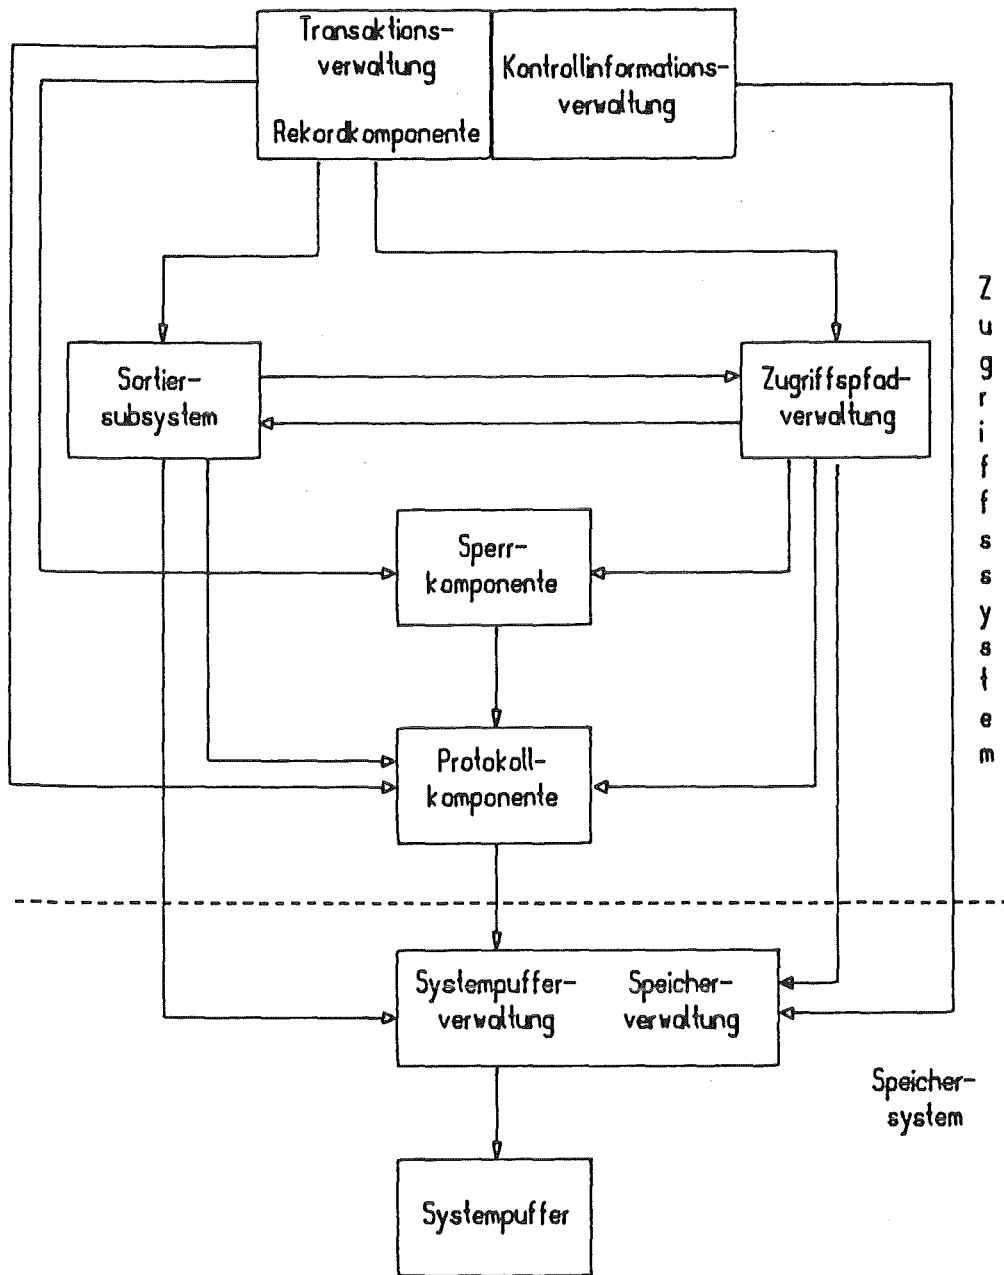 Transaktions-
verwaltung
Rekordkomponente
Kontrollinformations-
verwaltung
Sortier-
subsystem
Zugriffspfad-
verwaltung
Sperr-
komponente
Protokoll-
komponente
Zugriffssystem
Systempuffer-
verwaltung
Speicher-
verwaltung
Speicher-
system
Systempuffer